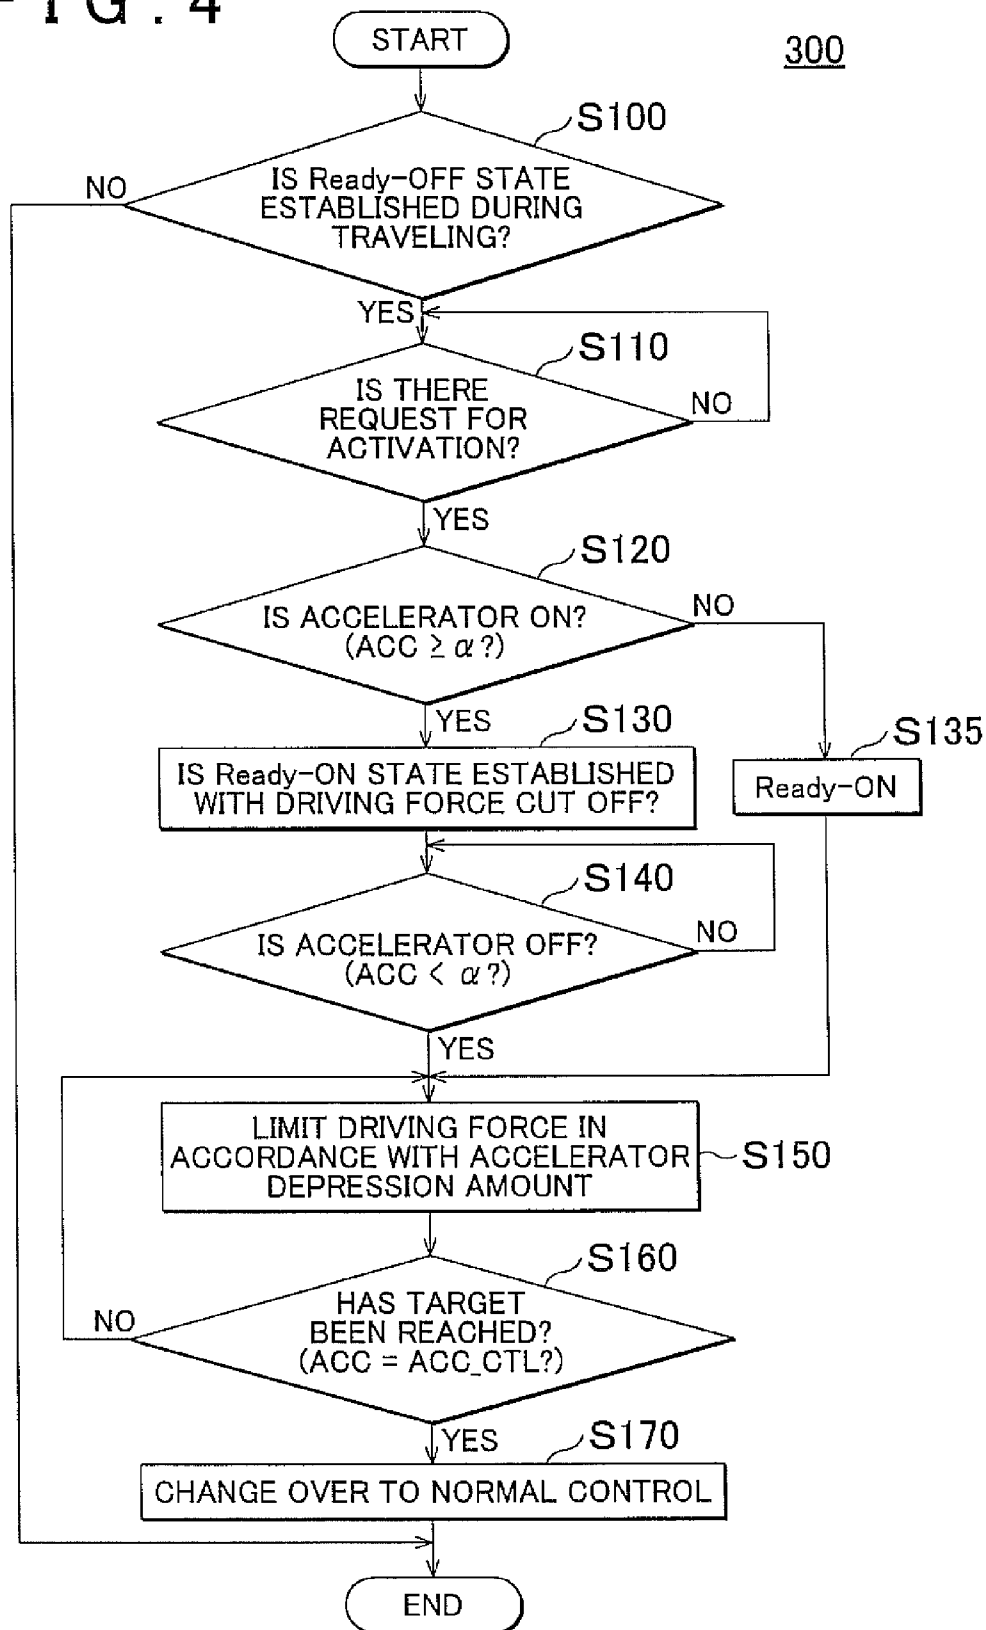 FIG. 4
START
300
S100
IS Ready-OFF STATE
ESTABLISHED DURING
TRAVELING?
NO
YES
S110
IS THERE
REQUEST FOR
ACTIVATION?
NO
YES
S120
IS ACCELERATOR ON?
(ACC ≥ α?)
NO
YES
S130
IS Ready-ON STATE ESTABLISHED
WITH DRIVING FORCE CUT OFF?
S135
Ready-ON
S140
IS ACCELERATOR OFF?
(ACC < α?)
NO
YES
LIMIT DRIVING FORCE IN
ACCORDANCE WITH ACCELERATOR
DEPRESSION AMOUNT
S150
S160
HAS TARGET
BEEN REACHED?
(ACC = ACC_CTL?)
NO
YES
S170
CHANGE OVER TO NORMAL CONTROL
END